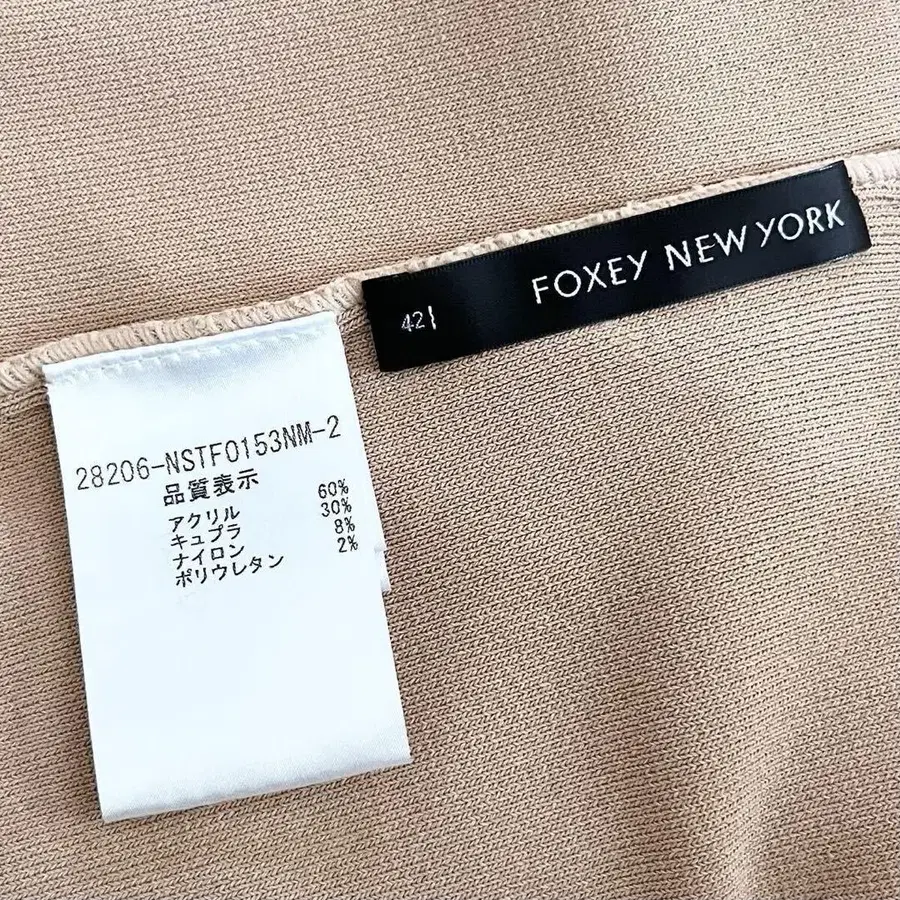 FOXEY NEW YORK
42
28206-NSTF0153NM-2
品質表示
アクリル 60%
キュプラ 30%
ナイロン 8%
ポリウレタン 2%